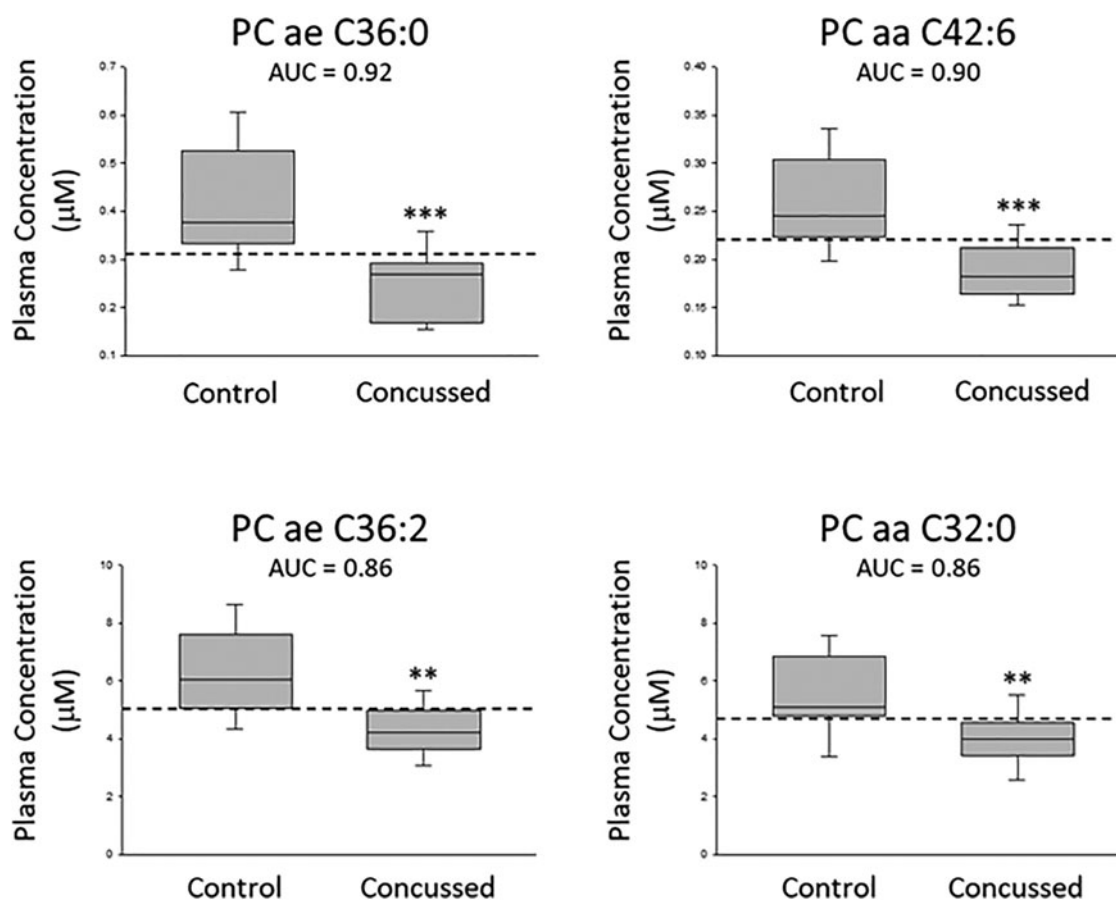 PC ae C36:0
AUC = 0.92
Plasma Concentration
(µM)
0.7
0.6
0.5
0.4
0.3
0.2
0.1
***
Control
Concussed
PC aa C42:6
AUC = 0.90
Plasma Concentration
(µM)
0.40
0.35
0.30
0.25
0.20
0.15
0.10
***
Control
Concussed
PC ae C36:2
AUC = 0.86
Plasma Concentration
(µM)
10
8
6
4
2
0
**
Control
Concussed
PC aa C32:0
AUC = 0.86
Plasma Concentration
(µM)
10
8
6
4
2
0
**
Control
Concussed